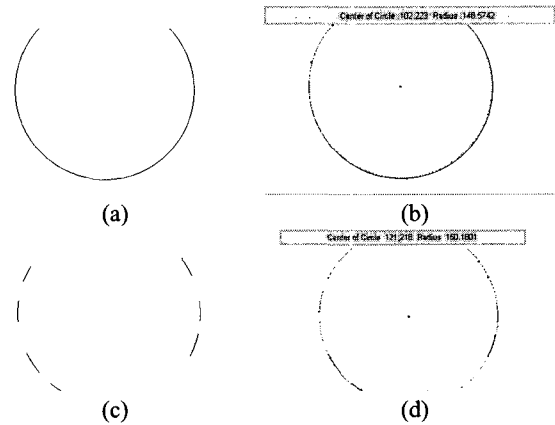 Center of Circle :102,223 Radius :148.5742
(a)
(b)
Center of Circle :121,218 Radius :150.1601
(c)
(d)